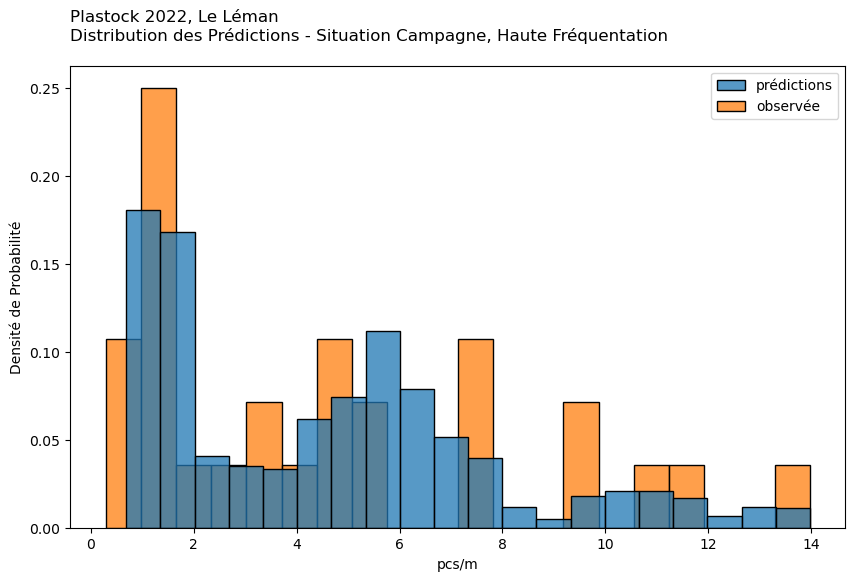 Plastock 2022, Le Léman
Distribution des Prédictions - Situation Campagne, Haute Fréquentation
prédictions
observée
Densité de Probabilité
0.25
0.20
0.15
0.10
0.05
0.00
0 2 4 6 8 10 12 14
pcs/m